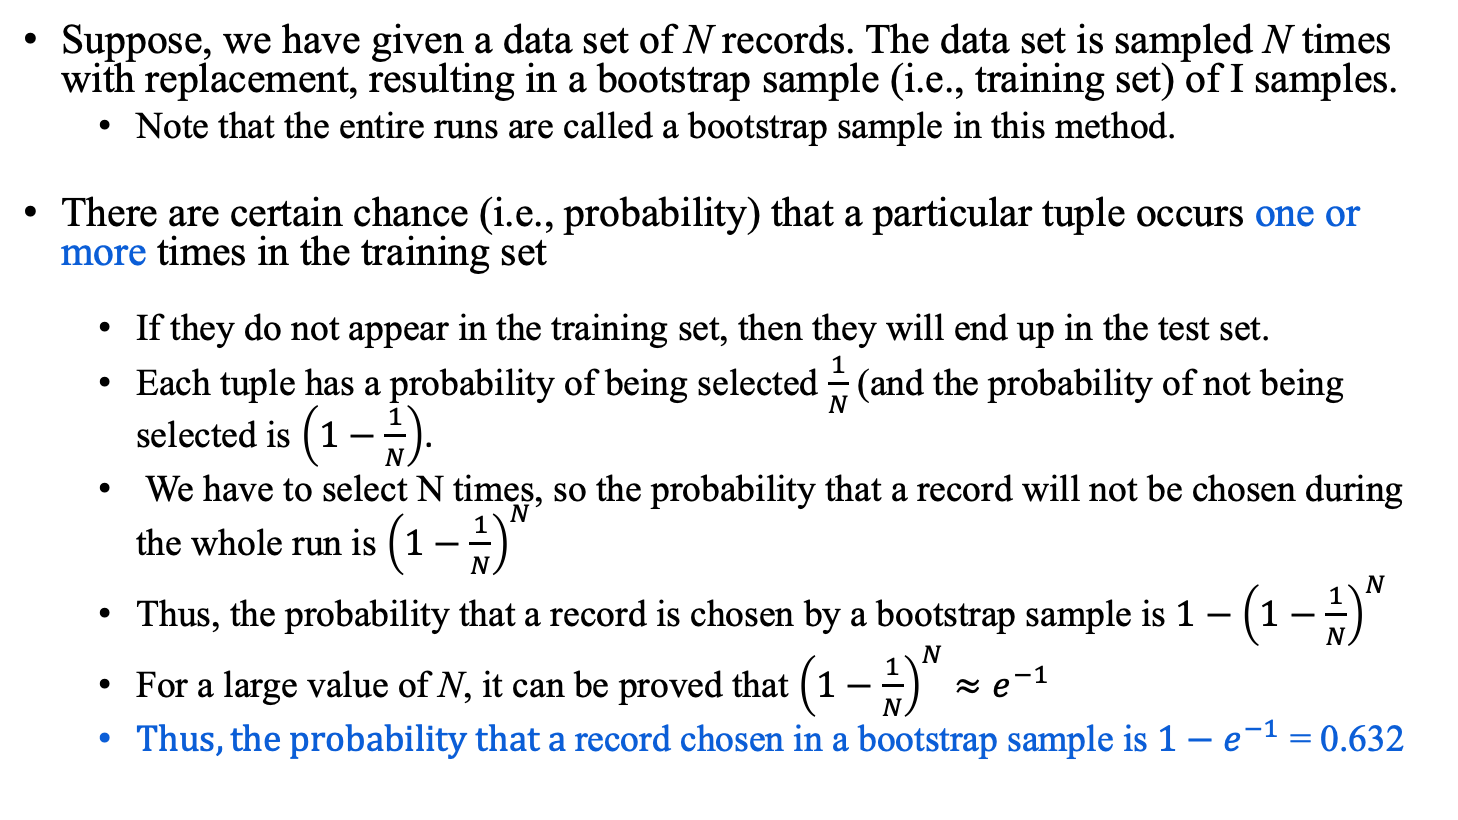 • Suppose, we have given a data set of N records. The data set is sampled N times
with replacement, resulting in a bootstrap sample (i.e., training set) of I samples.
• Note that the entire runs are called a bootstrap sample in this method.
• There are certain chance (i.e., probability) that a particular tuple occurs one or
more times in the training set
• If they do not appear in the training set, then they will end up in the test set.
• Each tuple has a probability of being selected 1/N (and the probability of not being
selected is (1 − 1/N).
• We have to select N times, so the probability that a record will not be chosen during
the whole run is (1 − 1/N)^N
• Thus, the probability that a record is chosen by a bootstrap sample is 1 − (1 − 1/N)^N
• For a large value of N, it can be proved that (1 − 1/N)^N ≈ e^−1
• Thus, the probability that a record chosen in a bootstrap sample is 1 − e^−1 = 0.632